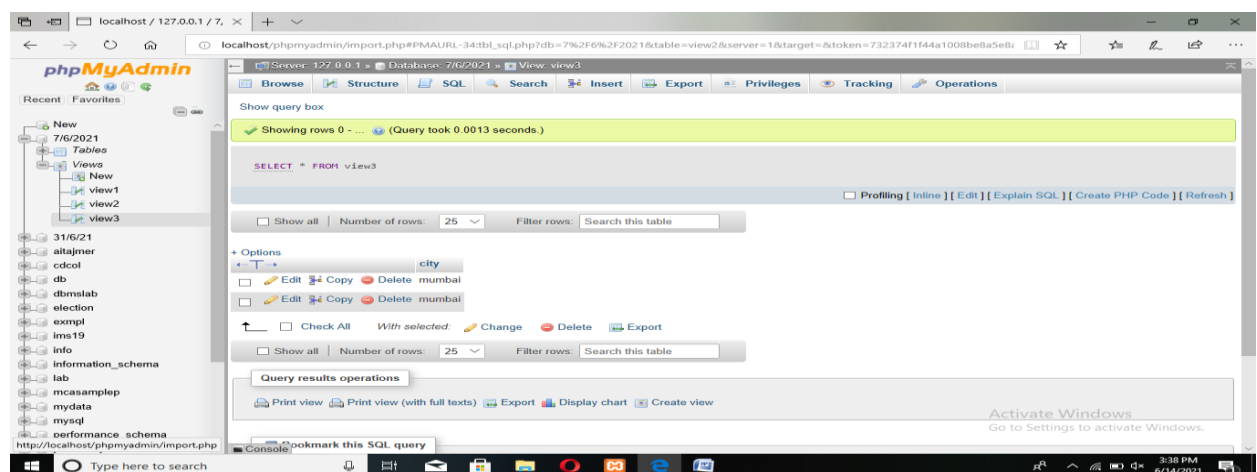 localhost / 127.0.0.1 / 7,
localhost/phpmyadmin/import.php#PMAURL-34:tbl_sql.php?db=7%2F6%2F2021&table=view2&server=1&target=&token=732374f1f44a1008be8a5e8
phpMyAdmin
Recent Favorites
New
7/6/2021
Tables
Views
New
view1
view2
view3
31/6/21
aitajmer
cdcol
db
dbmslab
election
exmpl
ims19
info
information_schema
lab
mcasamplep
mydata
mysql
performance_schema
http://localhost/phpmyadmin/import.php
Server: 127.0.0.1 » Database: 7/6/2021 » View: view3
Browse Structure SQL Search Insert Export Privileges Tracking Operations
Show query box
Showing rows 0 - ... (Query took 0.0013 seconds.)
SELECT * FROM view3
Profiling [ Inline ] [ Edit ] [ Explain SQL ] [ Create PHP Code ] [ Refresh ]
Show all | Number of rows: 25 Filter rows: Search this table
+ Options
←T→ city
Edit Copy Delete mumbai
Edit Copy Delete mumbai
Check All With selected: Change Delete Export
Show all | Number of rows: 25 Filter rows: Search this table
Query results operations
Print view Print view (with full texts) Export Display chart Create view
Activate Windows
Go to Settings to activate Windows.
Bookmark this SQL query
Console
Type here to search
3:38 PM
6/14/2021